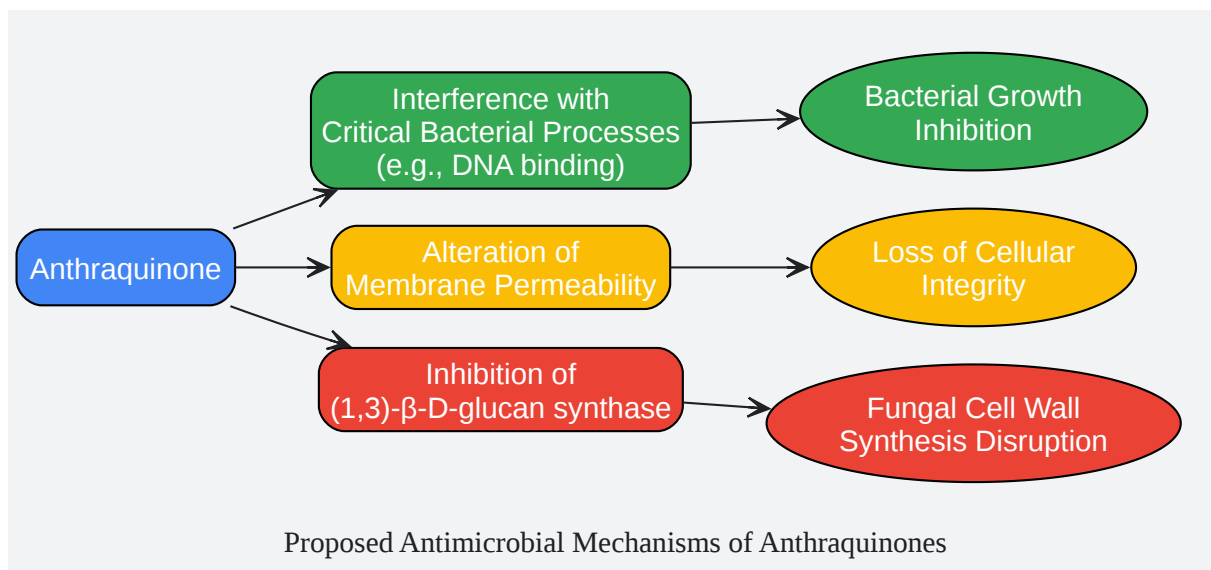 Anthraquinone
Interference with
Critical Bacterial Processes
(e.g., DNA binding)
Bacterial Growth
Inhibition
Alteration of
Membrane Permeability
Loss of Cellular
Integrity
Inhibition of
(1,3)-β-D-glucan synthase
Fungal Cell Wall
Synthesis Disruption
Proposed Antimicrobial Mechanisms of Anthraquinones